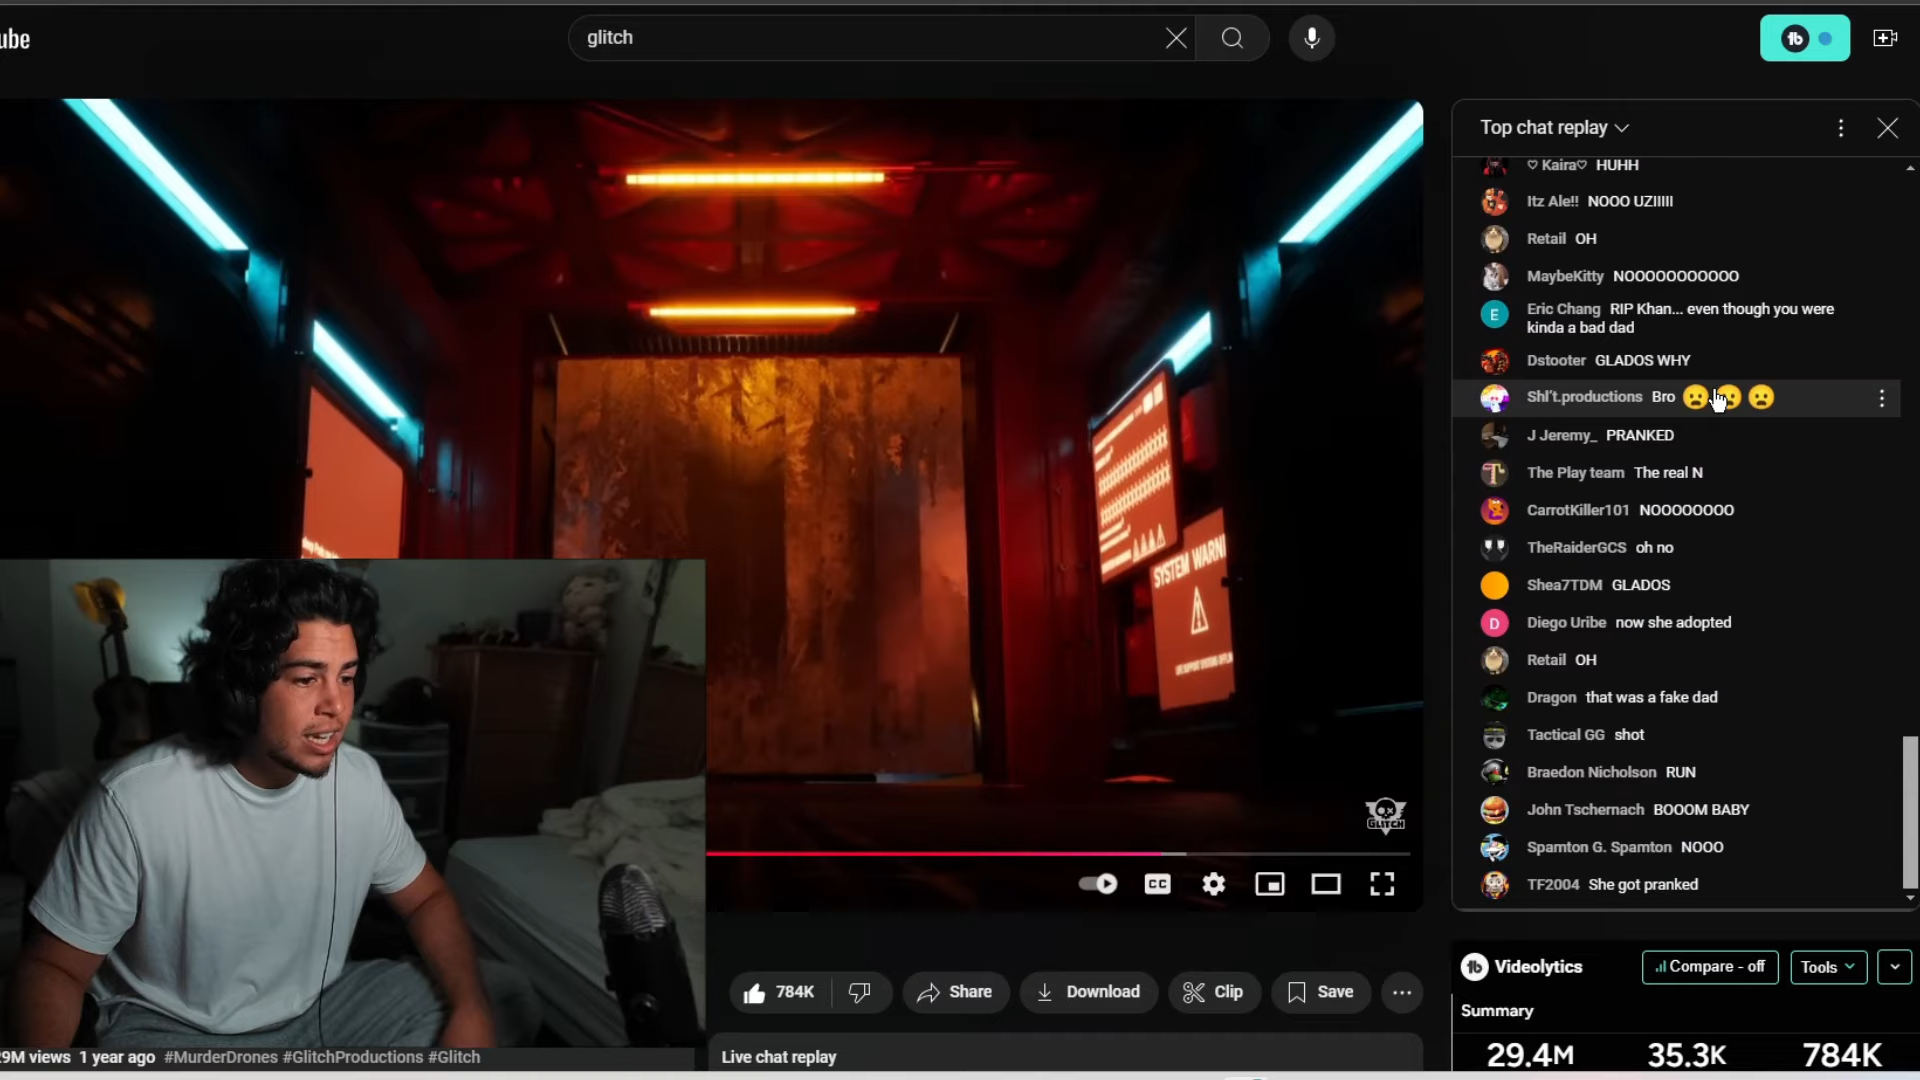 ube
glitch
Top chat replay
♡ Kaira♡ HUHH
Itz Ale!! NOOO UZIIIII
Retail OH
MaybeKitty NOOOOOOOOOOO
Eric Chang RIP Khan... even though you were
kinda a bad dad
Dstooter GLADOS WHY
Shl't.productions Bro 😦😦😦
J Jeremy_ PRANKED
The Play team The real N
CarrotKiller101 NOOOOOOOO
TheRaiderGCS oh no
Shea7TDM GLADOS
Diego Uribe now she adopted
Retail OH
Dragon that was a fake dad
Tactical GG shot
Braedon Nicholson RUN
John Tschernach BOOOM BABY
Spamton G. Spamton NOOO
TF2004 She got pranked
E
D
SYSTEM WARNI
GLITCH
CC
784K
Share
Download
Clip
Save
29M views 1 year ago #MurderDrones #GlitchProductions #Glitch
Live chat replay
tb Videolytics
Compare - off
Tools
Summary
29.4M 35.3K 784K